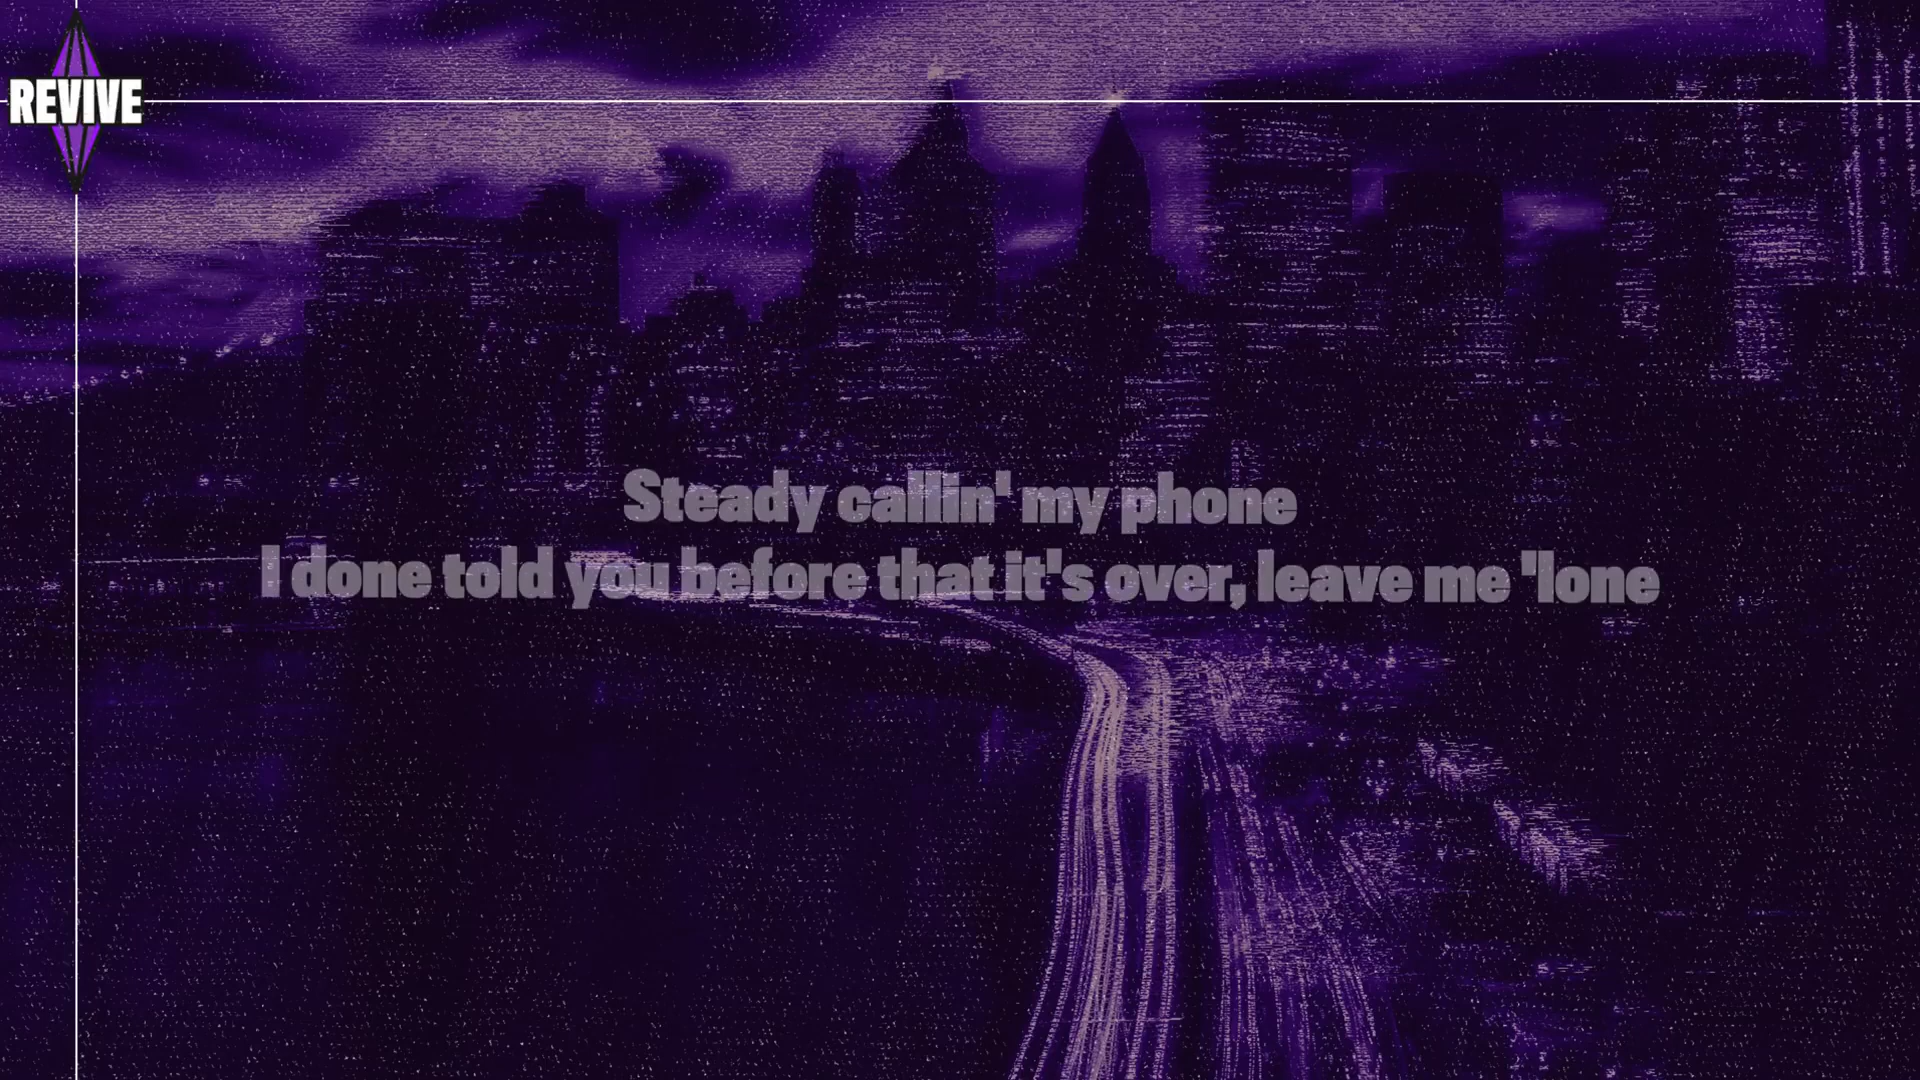 REVIVE
Steady callin' my phone
I done told you before that it's over, leave me 'lone